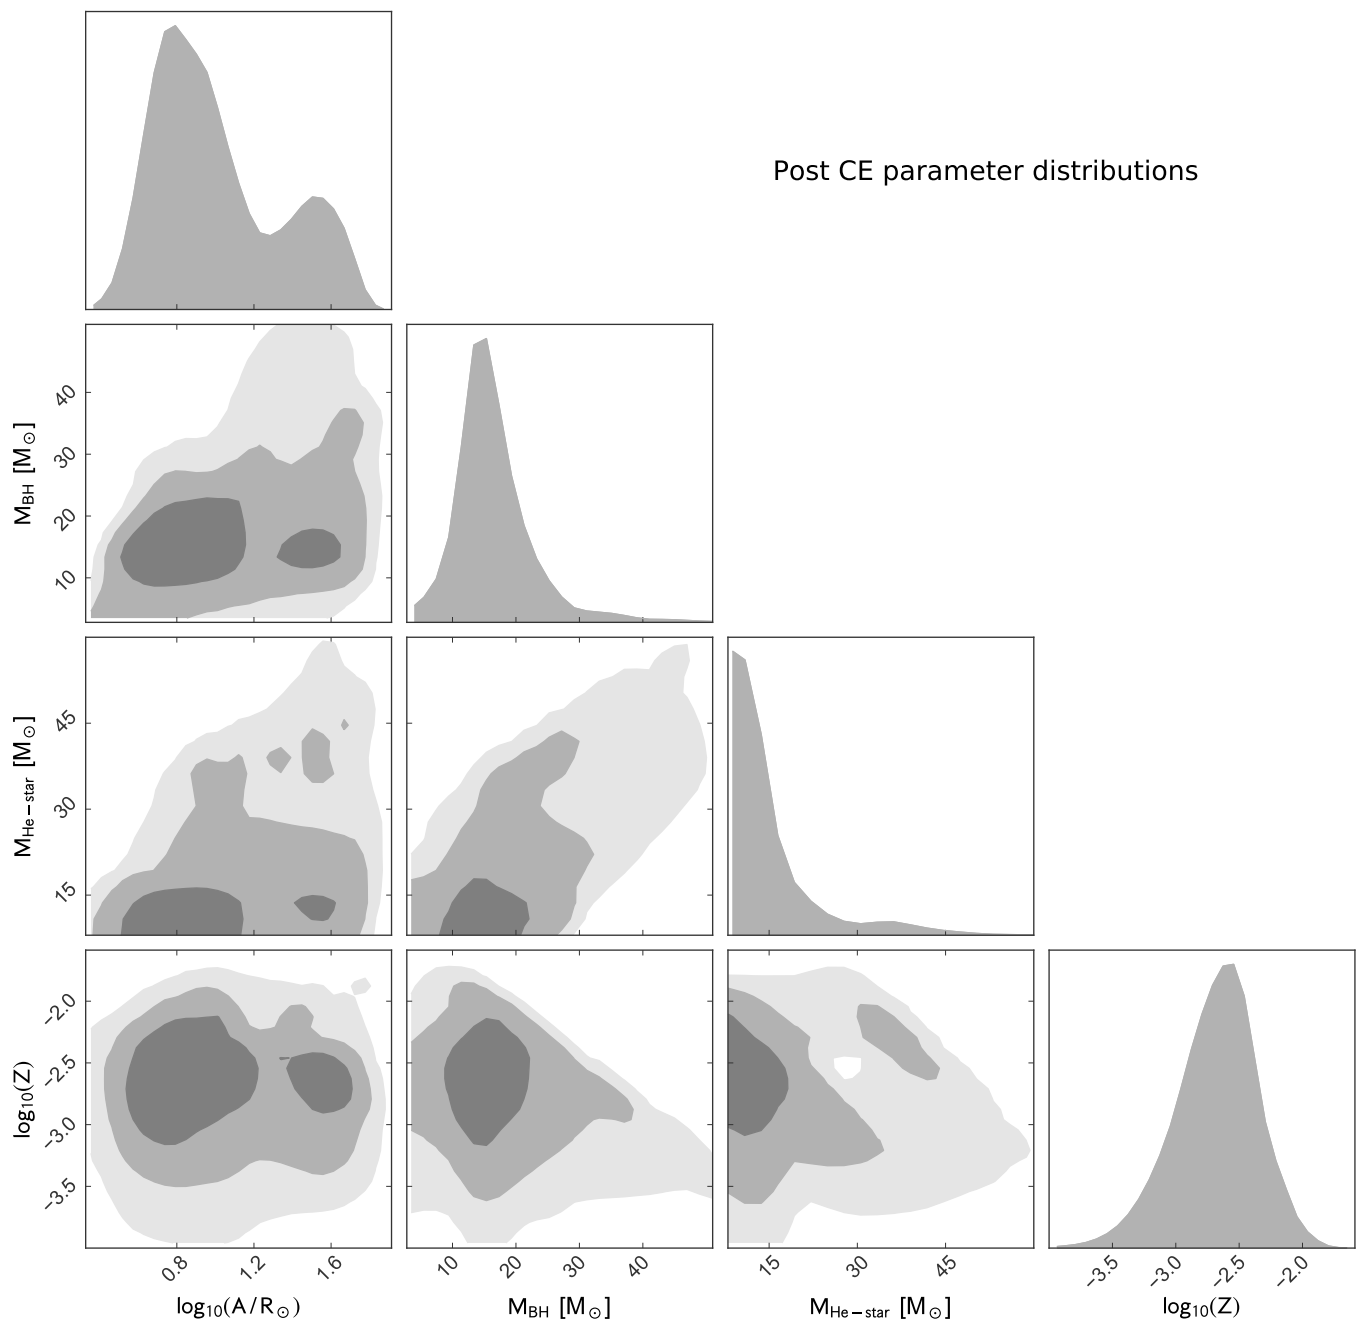 Post CE parameter distributions
40
30
20
10
M_BH [M_⊙]
45
30
15
M_He−star [M_⊙]
−2.0
−2.5
−3.0
−3.5
log₁₀(Z)
0.8 1.2 1.6
10 20 30 40
15 30 45
−3.5 −3.0 −2.5 −2.0
log₁₀(A/R_⊙)
M_BH [M_⊙]
M_He−star [M_⊙]
log₁₀(Z)